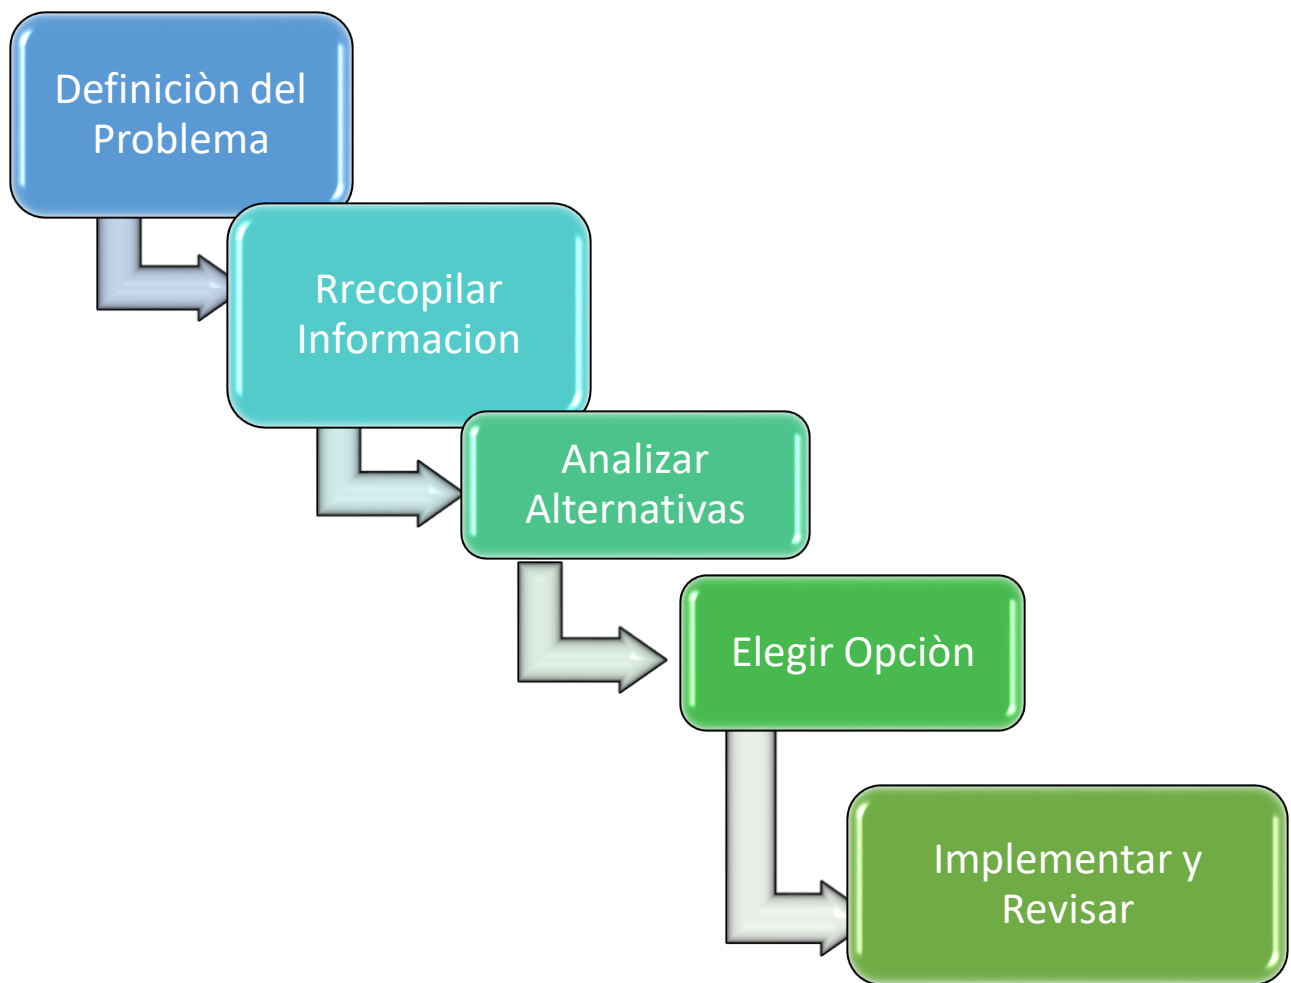 Definiciòn del
Problema
Rrecopilar
Informacion
Analizar
Alternativas
Elegir Opciòn
Implementar y
Revisar